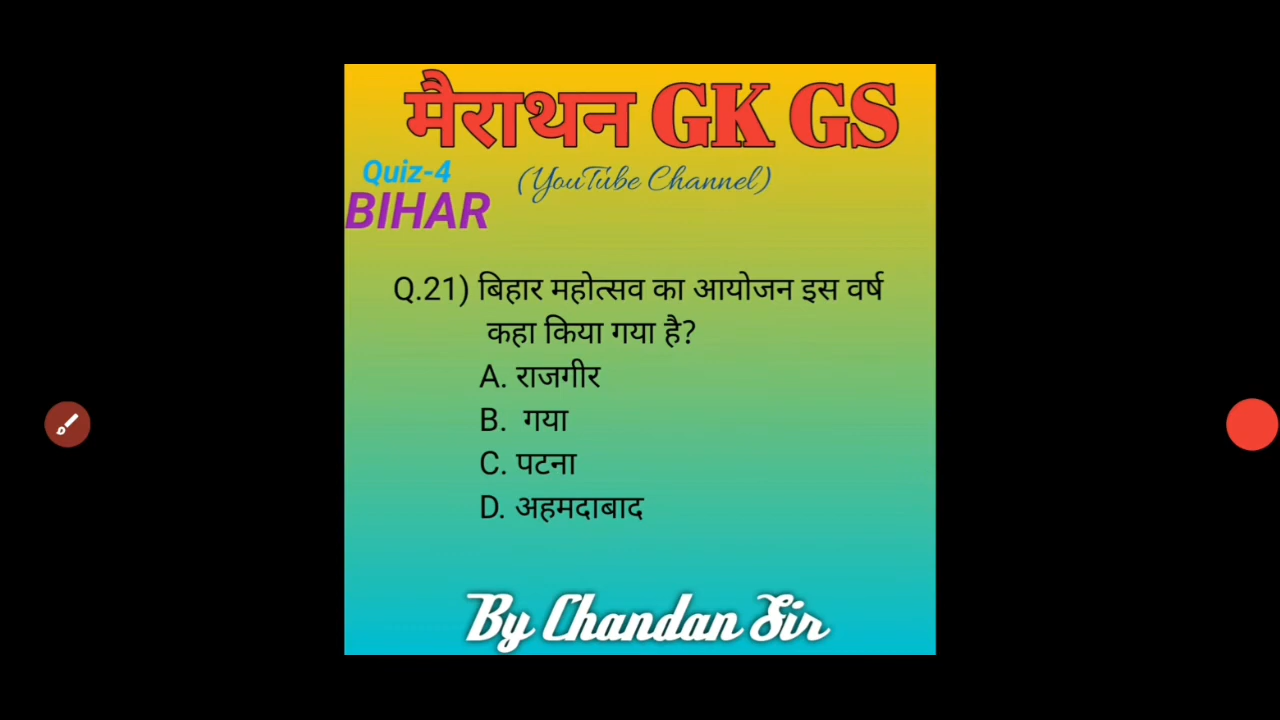 मैराथन GK GS
(YouTube Channel)
Quiz-4
BIHAR
Q.21) बिहार महोत्सव का आयोजन इस वर्ष
कहा किया गया है?
A. राजगीर
B. गया
C. पटना
D. अहमदाबाद
By Chandan Sir